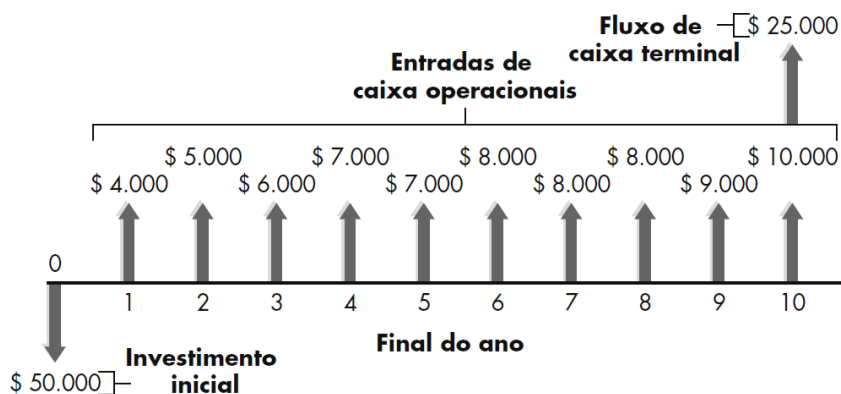 Fluxo de
caixa terminal
$ 25.000
Entradas de
caixa operacionais
$ 5.000 $ 7.000 $ 8.000 $ 8.000 $ 10.000
$ 4.000 $ 6.000 $ 7.000 $ 8.000 $ 9.000
0
1 2 3 4 5 6 7 8 9 10
Final do ano
Investimento
inicial
$ 50.000